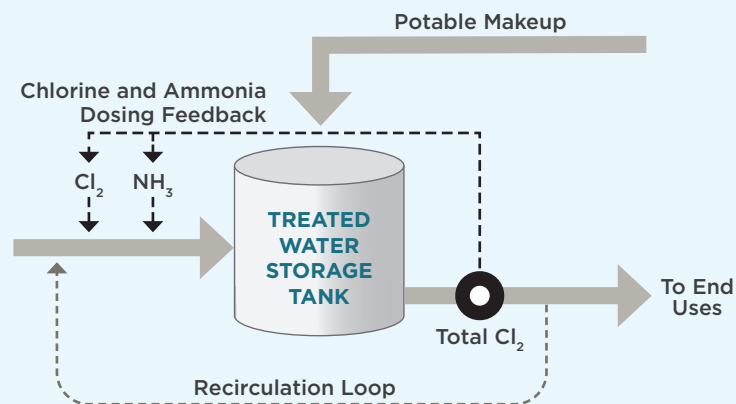 Potable Makeup
Chlorine and Ammonia
Dosing Feedback
Cl₂
NH₃
TREATED
WATER
STORAGE
TANK
To End
Uses
Total Cl₂
Recirculation Loop